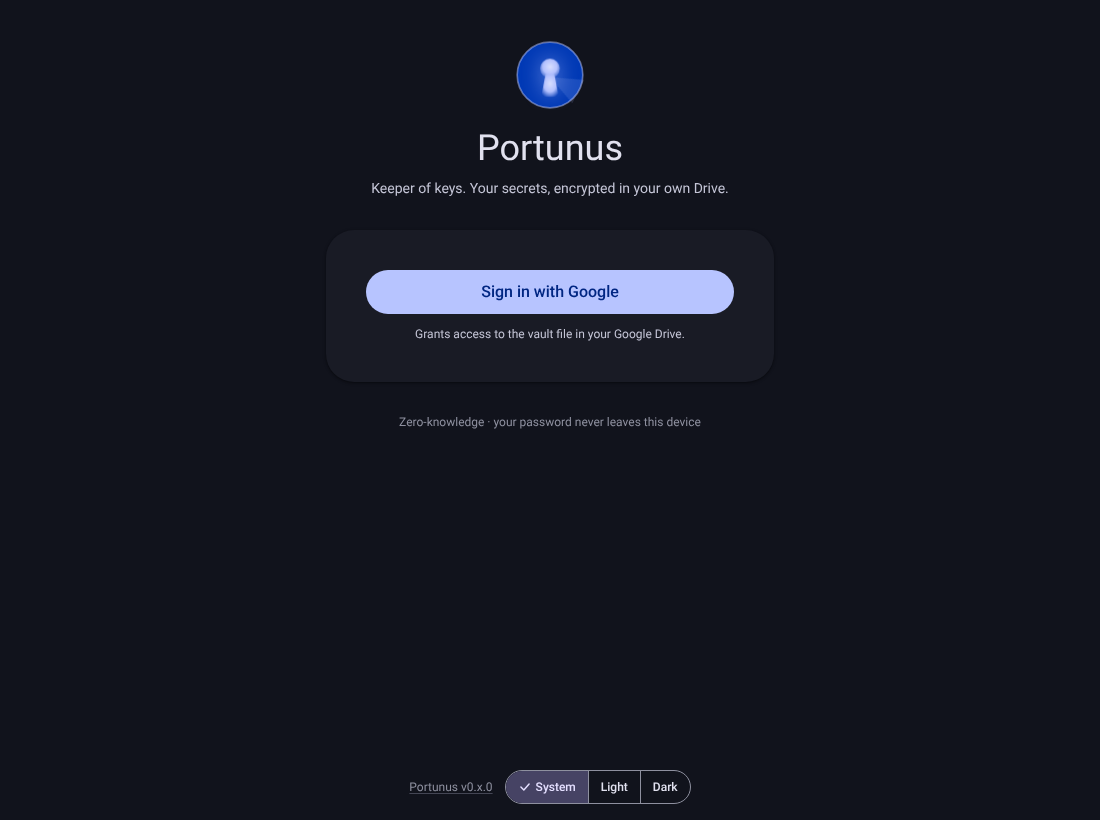 Portunus
Keeper of keys. Your secrets, encrypted in your own Drive.
Sign in with Google
Grants access to the vault file in your Google Drive.
Zero-knowledge · your password never leaves this device
Portunus v0.x.0 System Light Dark